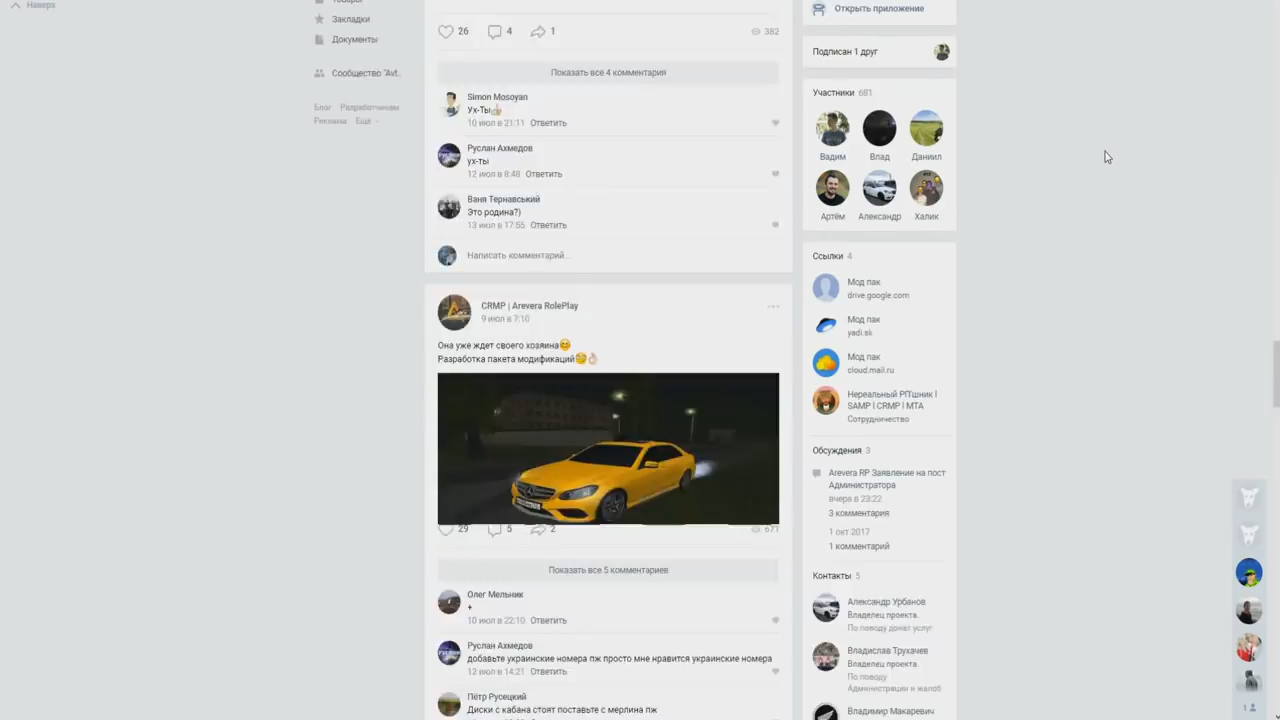 Наверх
Закладки
Документы
Сообщество "Avt..
Блог Разработчикам
Реклама Ещё
26 4 1 382
Показать все 4 комментария
Simon Mosoyan
Ух-Ты
10 июл в 21:11 Ответить
Руслан Ахмедов
ух-ты
12 июл в 8:48 Ответить
Ваня Тернавський
Это родина?)
13 июл в 17:55 Ответить
Написать комментарий...
CRMP | Arevera RolePlay
9 июл в 7:10
Она уже ждет своего хозяина
Разработка пакета модификаций
29 5 2 671
Показать все 5 комментариев
Олег Мельник
+
10 июл в 22:10 Ответить
Руслан Ахмедов
добавьте украинские номера пж просто мне нравится украинские номера
12 июл в 14:21 Ответить
Пётр Русецкий
Диски с кабана стоят поставьте с мерлина пж
Открыть приложение
Подписан 1 друг
Участники 681
Вадим Влад Даниил
Артём Александр Халик
Ссылки 4
Мод пак
drive.google.com
Мод пак
yadi.sk
Мод пак
cloud.mail.ru
Нереальный РПшник |
SAMP | CRMP | MTA
Сотрудничество
Обсуждения 3
Arevera RP Заявление на пост
Администратора
вчера в 23:22
3 комментария
1 окт 2017
1 комментарий
Контакты 5
Александр Урбанов
Владелец проекта.
По поводу донат услуг
Владислав Трухачев
Владелец проекта.
По поводу
Администрации и жалоб
Владимир Макаревич
1